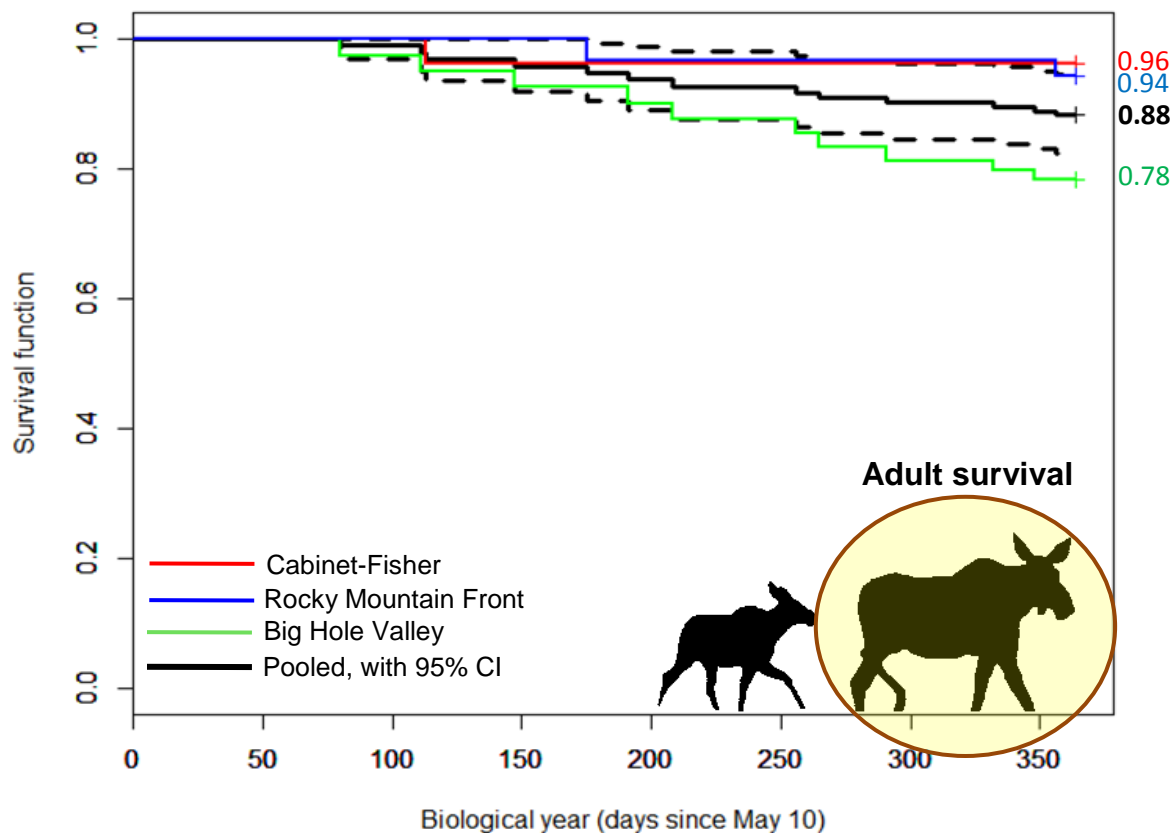 1.0
0.8
0.6
0.4
0.2
0.0
Survival function
0.96
0.94
0.88
0.78
Adult survival
Cabinet-Fisher
Rocky Mountain Front
Big Hole Valley
Pooled, with 95% CI
0 50 100 150 200 250 300 350
Biological year (days since May 10)